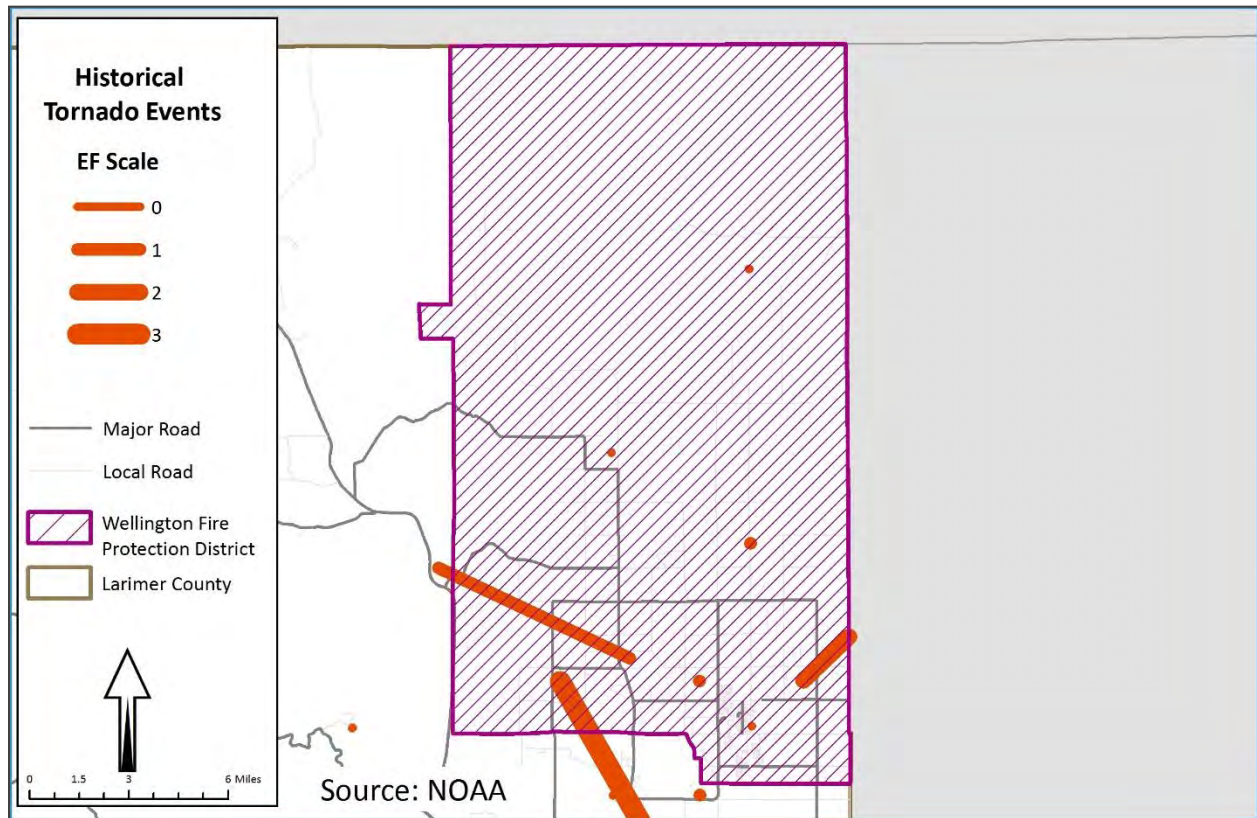 Historical
Tornado Events
EF Scale
0
1
2
3
Major Road
Local Road
Wellington Fire
Protection District
Larimer County
0 1.5 3 6 Miles
Source: NOAA